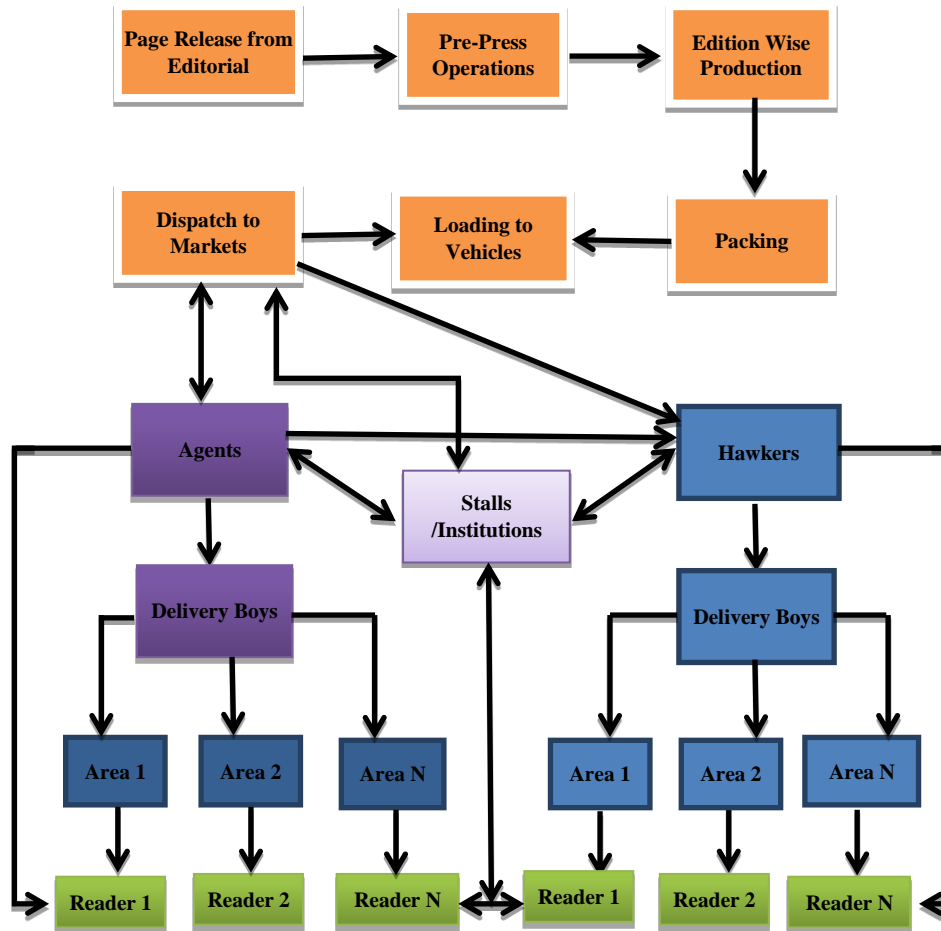 Page Release from
Editorial
Pre-Press
Operations
Edition Wise
Production
Dispatch to
Markets
Loading to
Vehicles
Packing
Agents
Hawkers
Stalls
/Institutions
Delivery Boys
Delivery Boys
Area 1
Area 2
Area N
Area 1
Area 2
Area N
Reader 1
Reader 2
Reader N
Reader 1
Reader 2
Reader N